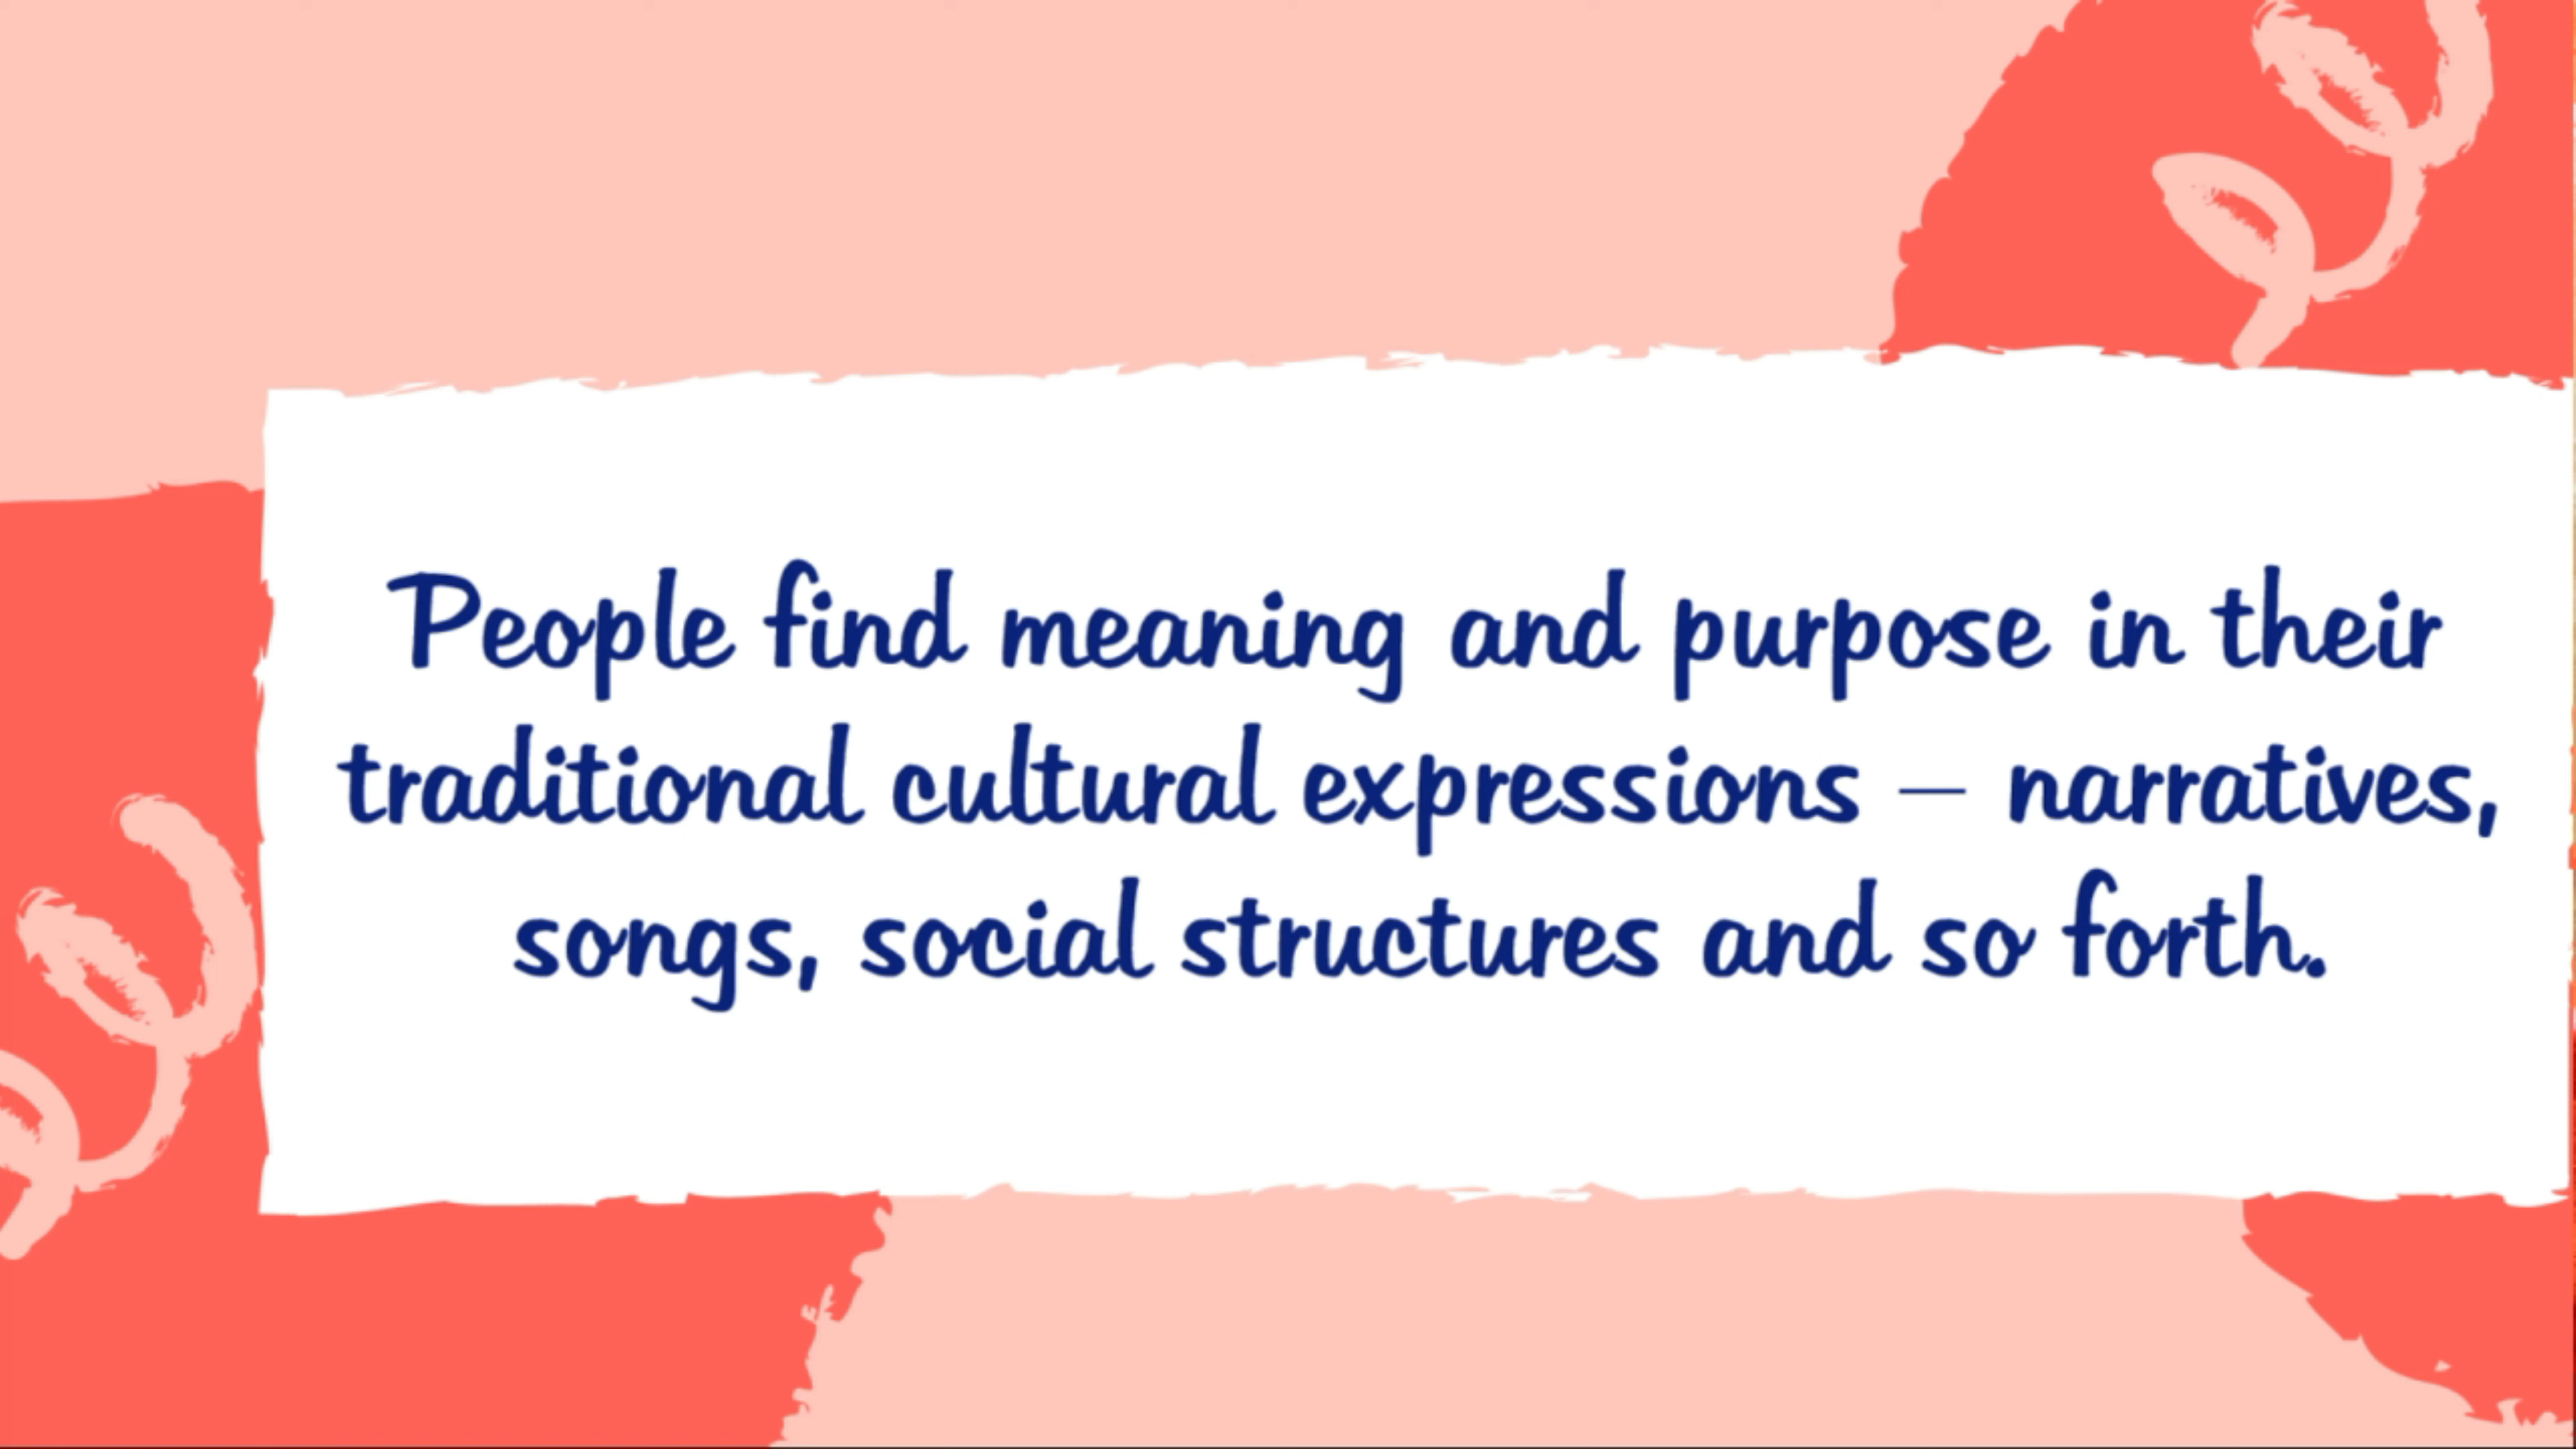 People find meaning and purpose in their
traditional cultural expressions – narratives,
songs, social structures and so forth.